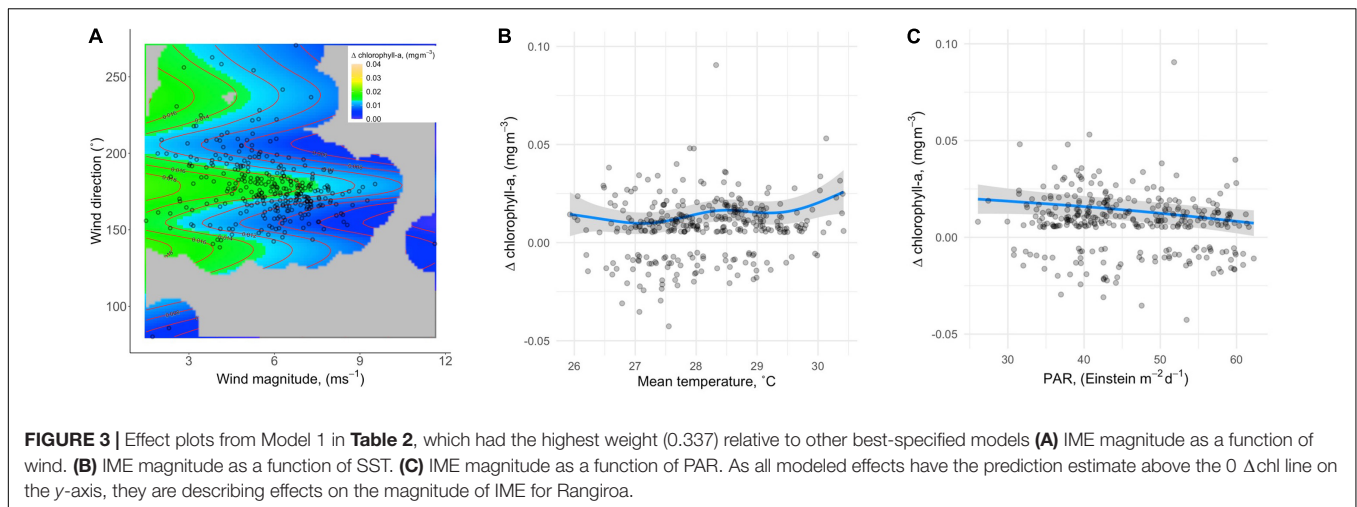 A
Δ chlorophyll-a, (mg m⁻³)
0.04
0.03
0.02
0.01
0.00
Wind direction (°)
250
200
150
100
3
6
9
12
Wind magnitude, (ms⁻¹)
B
Δ chlorophyll-a, (mg m⁻³)
0.10
0.05
0.00
-0.05
26
27
28
29
30
Mean temperature, ˚C
C
Δ chlorophyll-a, (mg m⁻³)
0.10
0.05
0.00
-0.05
30
40
50
60
PAR, (Einstein m⁻² d⁻¹)
FIGURE 3 | Effect plots from Model 1 in Table 2, which had the highest weight (0.337) relative to other best-specified models (A) IME magnitude as a function of
wind. (B) IME magnitude as a function of SST. (C) IME magnitude as a function of PAR. As all modeled effects have the prediction estimate above the 0 Δchl line on
the y-axis, they are describing effects on the magnitude of IME for Rangiroa.